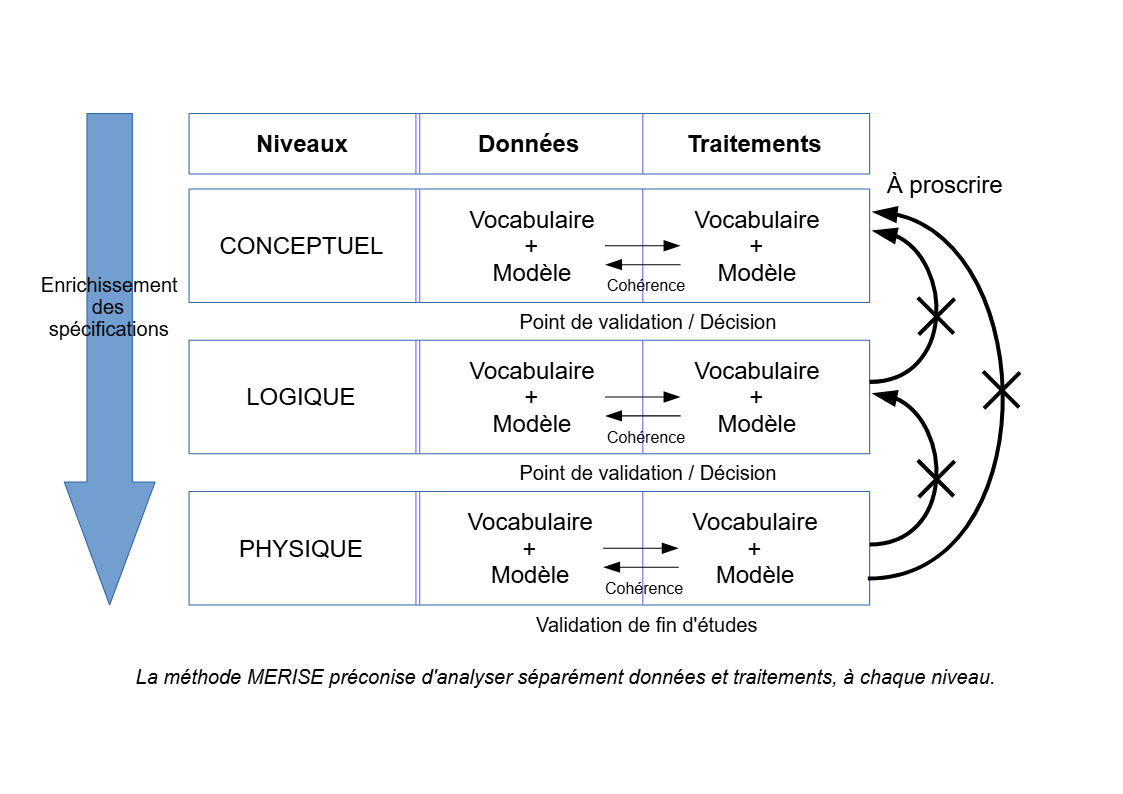 Niveaux
Données
Traitements
À proscrire
CONCEPTUEL
Vocabulaire
+
Modèle
Vocabulaire
+
Modèle
Cohérence
Enrichissement
des
spécifications
Point de validation / Décision
LOGIQUE
Vocabulaire
+
Modèle
Vocabulaire
+
Modèle
Cohérence
Point de validation / Décision
PHYSIQUE
Vocabulaire
+
Modèle
Vocabulaire
+
Modèle
Cohérence
Validation de fin d'études
La méthode MERISE préconise d'analyser séparément données et traitements, à chaque niveau.